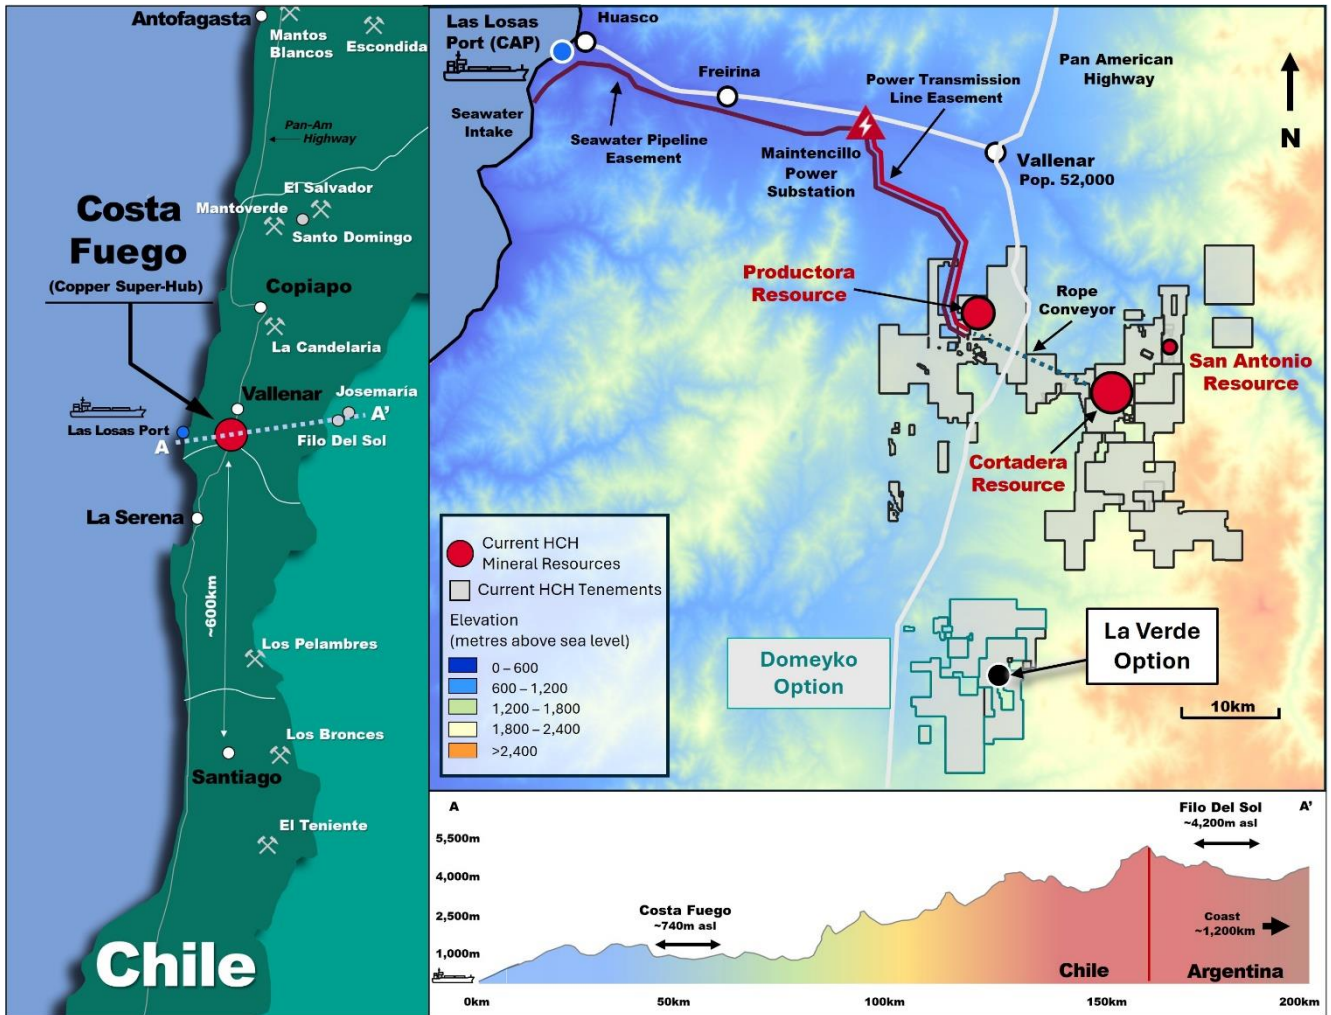 Antofagasta
Mantos
Blancos
Escondida
Pan-Am
Highway
Costa
Fuego
(Copper Super-Hub)
El Salvador
Mantoverde
Santo Domingo
Copiapo
La Candelaria
Vallenar
Josemaría
Las Losas Port
A
A'
Filo Del Sol
La Serena
~600km
Los Pelambres
Los Bronces
Santiago
El Teniente
Chile
Las Losas
Port (CAP)
Huasco
Freirina
Power Transmission
Line Easement
Pan American
Highway
N
Seawater
Intake
Seawater Pipeline
Easement
Maintencillo
Power
Substation
Vallenar
Pop. 52,000
Productora
Resource
Rope
Conveyor
San Antonio
Resource
Cortadera
Resource
Current HCH
Mineral Resources
Current HCH Tenements
Elevation
(metres above sea level)
0 – 600
600 – 1,200
1,200 – 1,800
1,800 – 2,400
>2,400
Domeyko
Option
La Verde
Option
10km
A
Filo Del Sol
~4,200m asl
A'
5,500m
4,000m
2,500m
1,000m
Costa Fuego
~740m asl
Coast
~1,200km
Chile
Argentina
0km
50km
100km
150km
200km